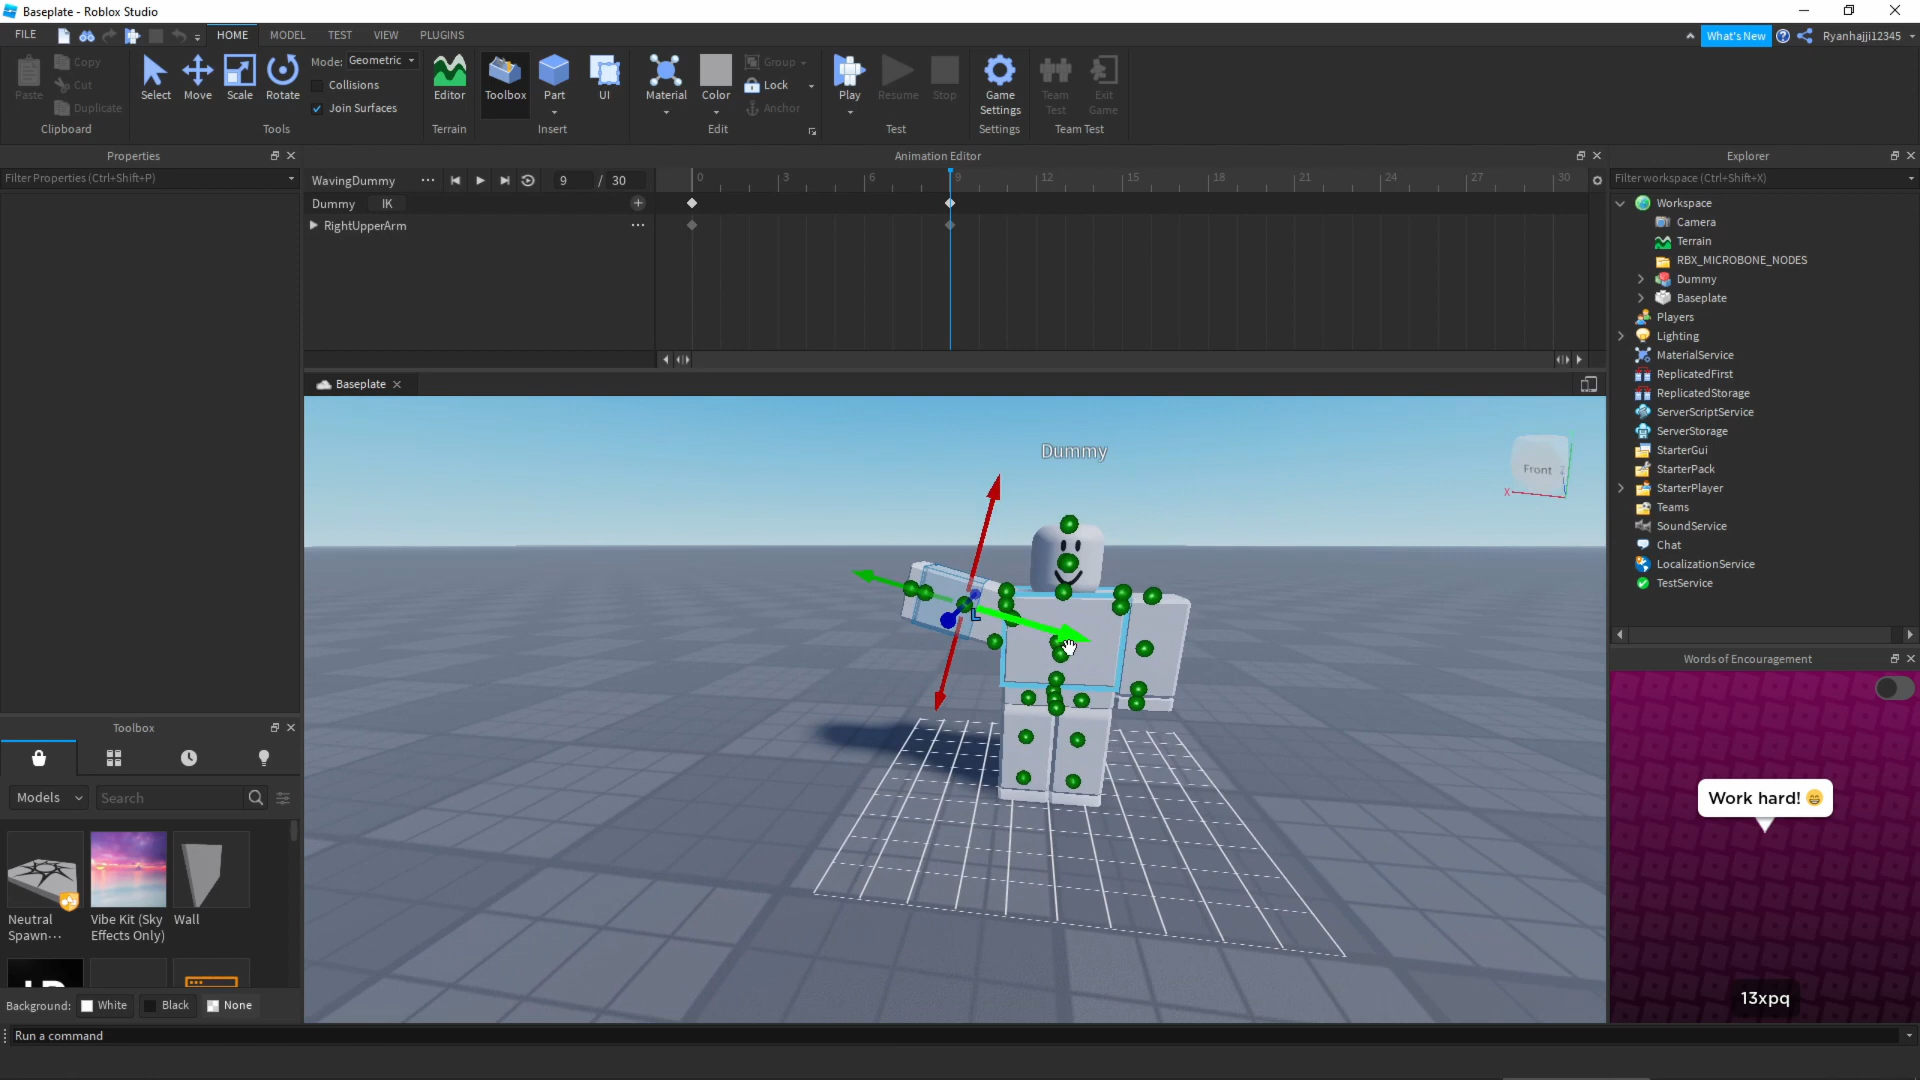 Baseplate - Roblox Studio
FILE
HOME
MODEL
TEST
VIEW
PLUGINS
What's New
Ryanhajji12345
Paste
Copy
Cut
Duplicate
Clipboard
Select
Move
Scale
Rotate
Mode: Geometric
Collisions
Join Surfaces
Tools
Editor
Terrain
Toolbox
Part
UI
Insert
Material
Color
Group
Lock
Anchor
Edit
Play
Resume
Stop
Test
Game
Settings
Settings
Team
Test
Exit
Game
Team Test
Properties
Filter Properties (Ctrl+Shift+P)
Animation Editor
WavingDummy
9 / 30
0 3 6 9 12 15 18 21 24 27 30
Dummy IK
RightUpperArm
Baseplate
Dummy
L
Front
X
Z
Explorer
Filter workspace (Ctrl+Shift+X)
Workspace
Camera
Terrain
RBX_MICROBONE_NODES
Dummy
Baseplate
Players
Lighting
MaterialService
ReplicatedFirst
ReplicatedStorage
ServerScriptService
ServerStorage
StarterGui
StarterPack
StarterPlayer
Teams
SoundService
Chat
LocalizationService
TestService
Words of Encouragement
Work hard! 😁
13xpq
Toolbox
Models
Search
Neutral
Spawn...
Vibe Kit (Sky
Effects Only)
Wall
Background: White Black None
Run a command